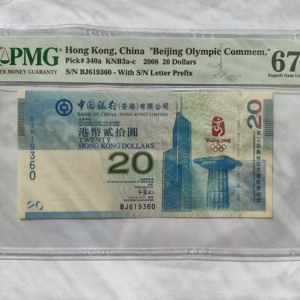 PMG
PAPER MONEY GUARANTY
Hong Kong, China "Beijing Olympic Commem."
Pick# 340a KNB3a-c 2008 20 Dollars
S/N BJ619360 - With S/N Letter Prefix
67
Superb Gem Unc
中國銀行(香港)有限公司
BANK OF CHINA (HONG KONG) LIMITED
港幣貳拾圓
TWENTY
HONG KONG DOLLARS
20
20
20
Beijing 2008
BJ619360
BJ619360